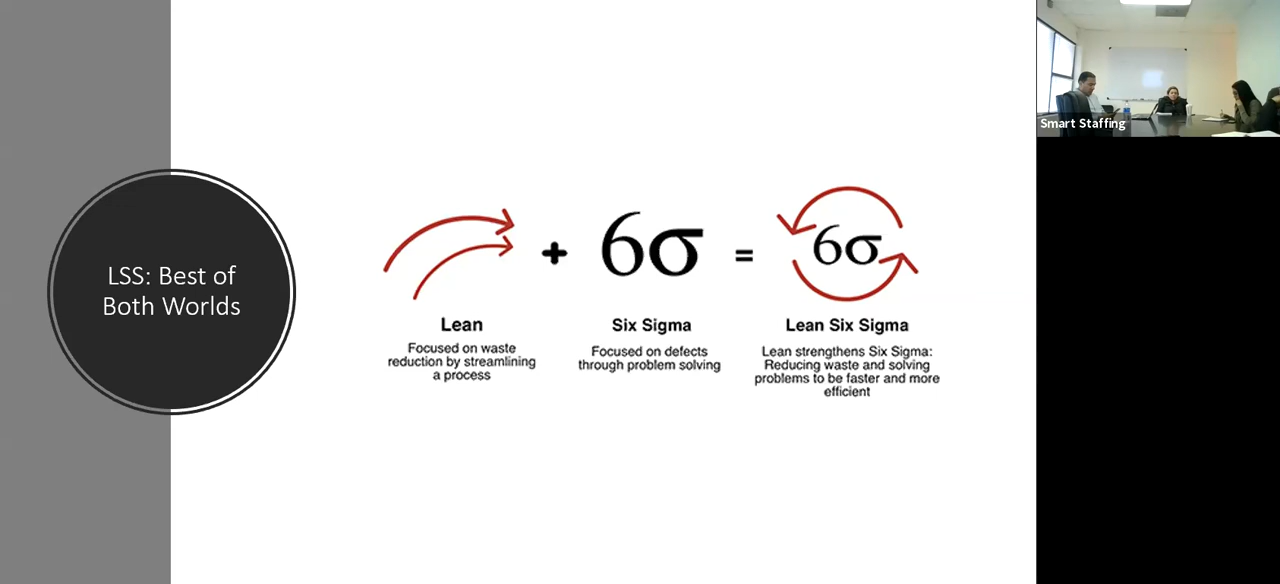 LSS: Best of
Both Worlds
+ 6σ = 6σ
Lean
Focused on waste
reduction by streamlining
a process
Six Sigma
Focused on defects
through problem solving
Lean Six Sigma
Lean strengthens Six Sigma:
Reducing waste and solving
problems to be faster and more
efficient
Smart Staffing